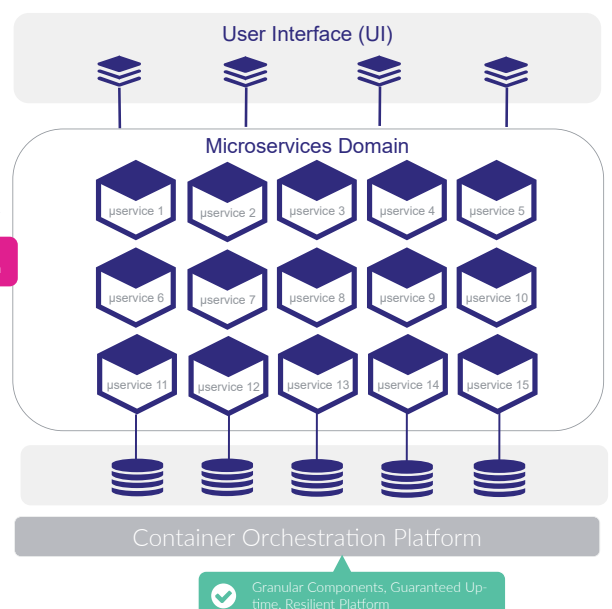 User Interface (UI)
Microservices Domain
µservice 1 µservice 2 µservice 3 µservice 4 µservice 5
µservice 6 µservice 7 µservice 8 µservice 9 µservice 10
µservice 11 µservice 12 µservice 13 µservice 14 µservice 15
Container Orchestration Platform
Granular Components, Guaranteed Up-
time, Resilient Platform